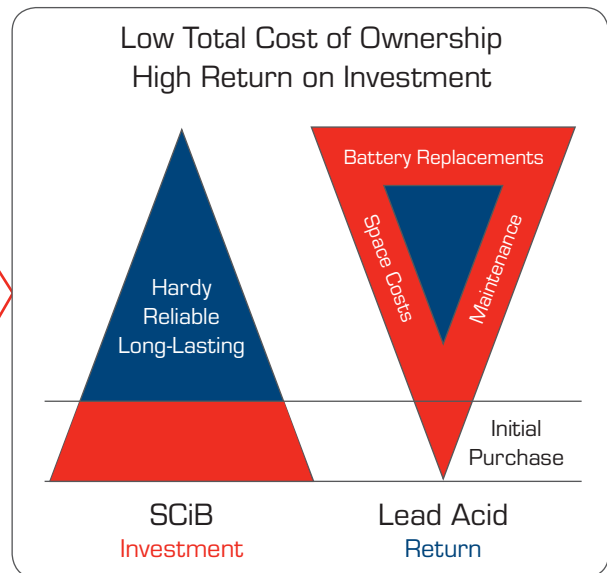 Low Total Cost of Ownership
High Return on Investment
Battery Replacements
Space Costs
Maintenance
Hardy
Reliable
Long-Lasting
Initial
Purchase
SCiB
Investment
Lead Acid
Return